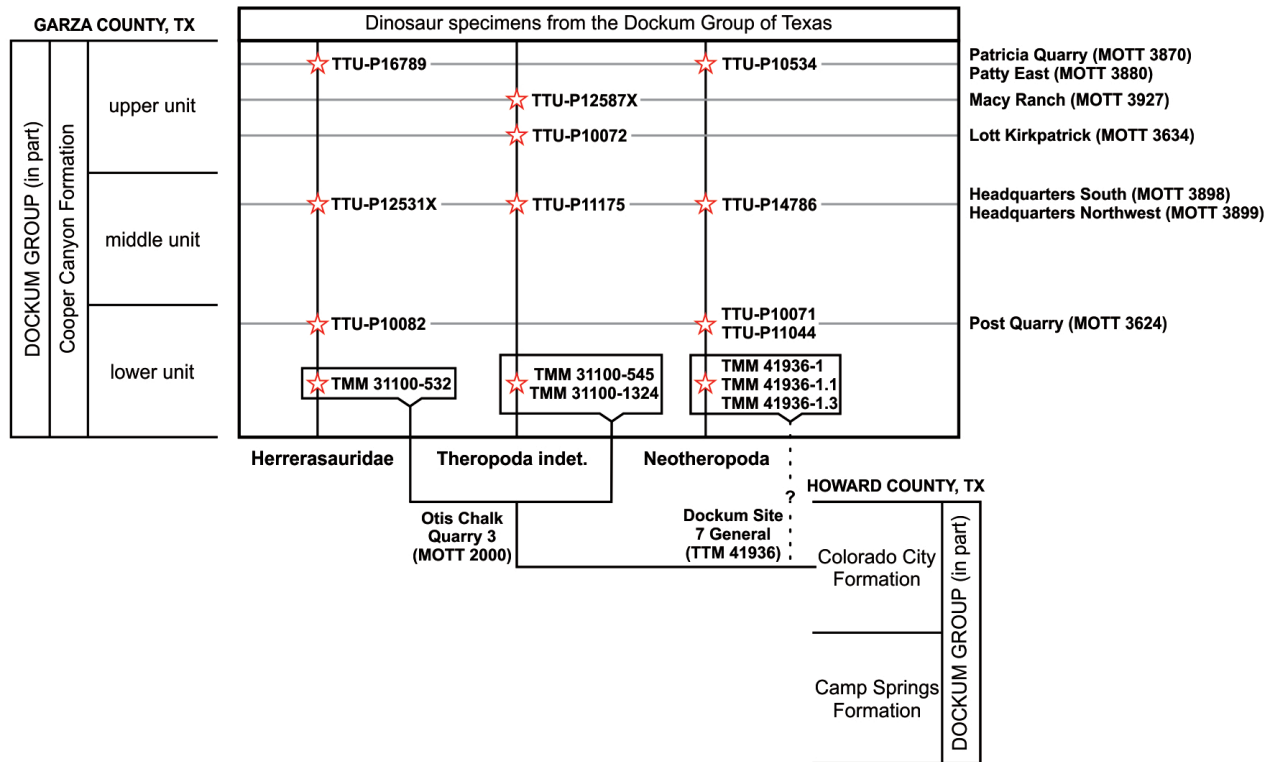 GARZA COUNTY, TX
Dinosaur specimens from the Dockum Group of Texas
DOCKUM GROUP (in part)
Cooper Canyon Formation
upper unit
middle unit
lower unit
TTU-P16789
TTU-P10534
Patricia Quarry (MOTT 3870)
Patty East (MOTT 3880)
TTU-P12587X
Macy Ranch (MOTT 3927)
TTU-P10072
Lott Kirkpatrick (MOTT 3634)
TTU-P12531X
TTU-P11175
TTU-P14786
Headquarters South (MOTT 3898)
Headquarters Northwest (MOTT 3899)
TTU-P10082
TTU-P10071
TTU-P11044
Post Quarry (MOTT 3624)
TMM 31100-532
TMM 31100-545
TMM 31100-1324
TMM 41936-1
TMM 41936-1.1
TMM 41936-1.3
Herrerasauridae
Theropoda indet.
Neotheropoda
?
HOWARD COUNTY, TX
Otis Chalk
Quarry 3
(MOTT 2000)
Dockum Site
7 General
(TTM 41936)
Colorado City
Formation
Camp Springs
Formation
DOCKUM GROUP (in part)